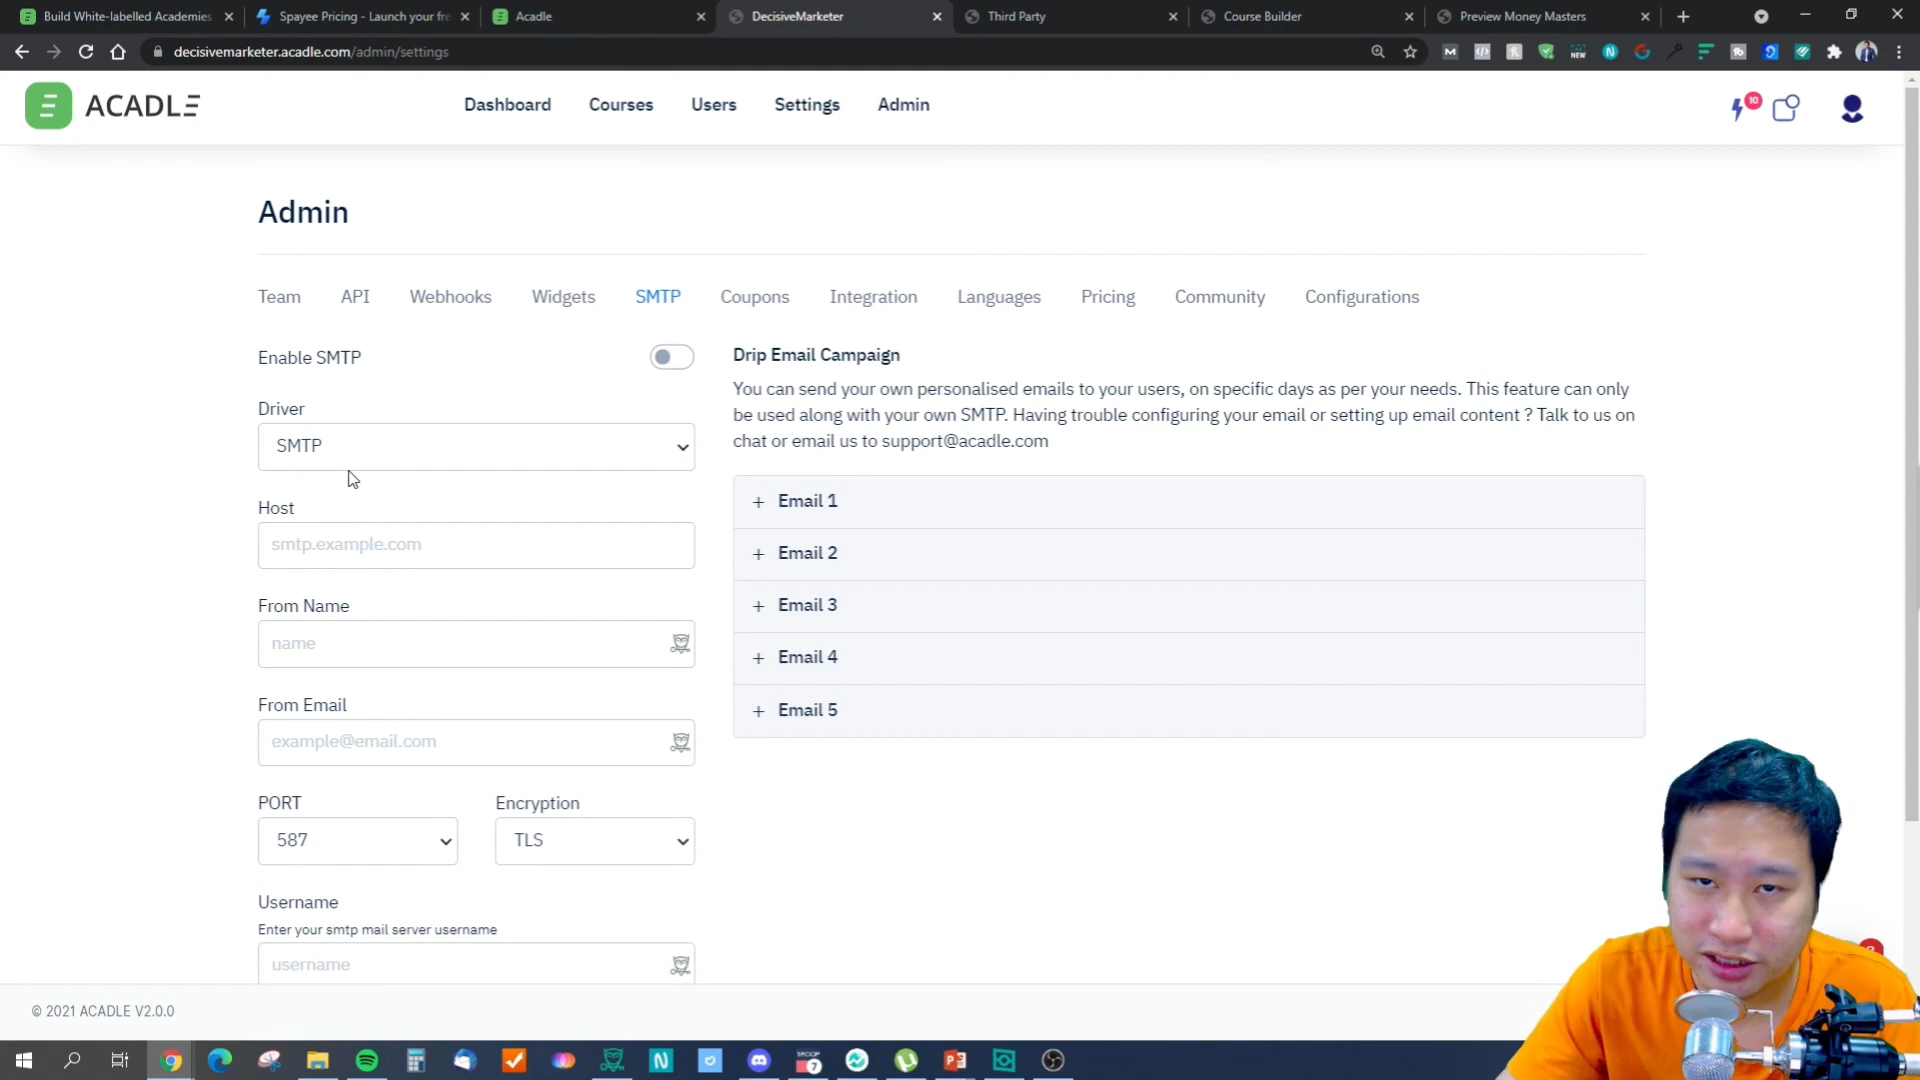 Build White-labelled Academies
Spayee Pricing - Launch your fre
Acadle
DecisiveMarketer
Third Party
Course Builder
Preview Money Masters
decisivemarketer.acadle.com/admin/settings
NEW
ACADLE
Dashboard
Courses
Users
Settings
Admin
10
Admin
Team
API
Webhooks
Widgets
SMTP
Coupons
Integration
Languages
Pricing
Community
Configurations
Enable SMTP
Driver
SMTP
Host
smtp.example.com
From Name
name
From Email
example@email.com
PORT
Encryption
587
TLS
Username
Enter your smtp mail server username
username
Drip Email Campaign
You can send your own personalised emails to your users, on specific days as per your needs. This feature can only
be used along with your own SMTP. Having trouble configuring your email or setting up email content ? Talk to us on
chat or email us to support@acadle.com
+ Email 1
+ Email 2
+ Email 3
+ Email 4
+ Email 5
© 2021 ACADLE V2.0.0
7